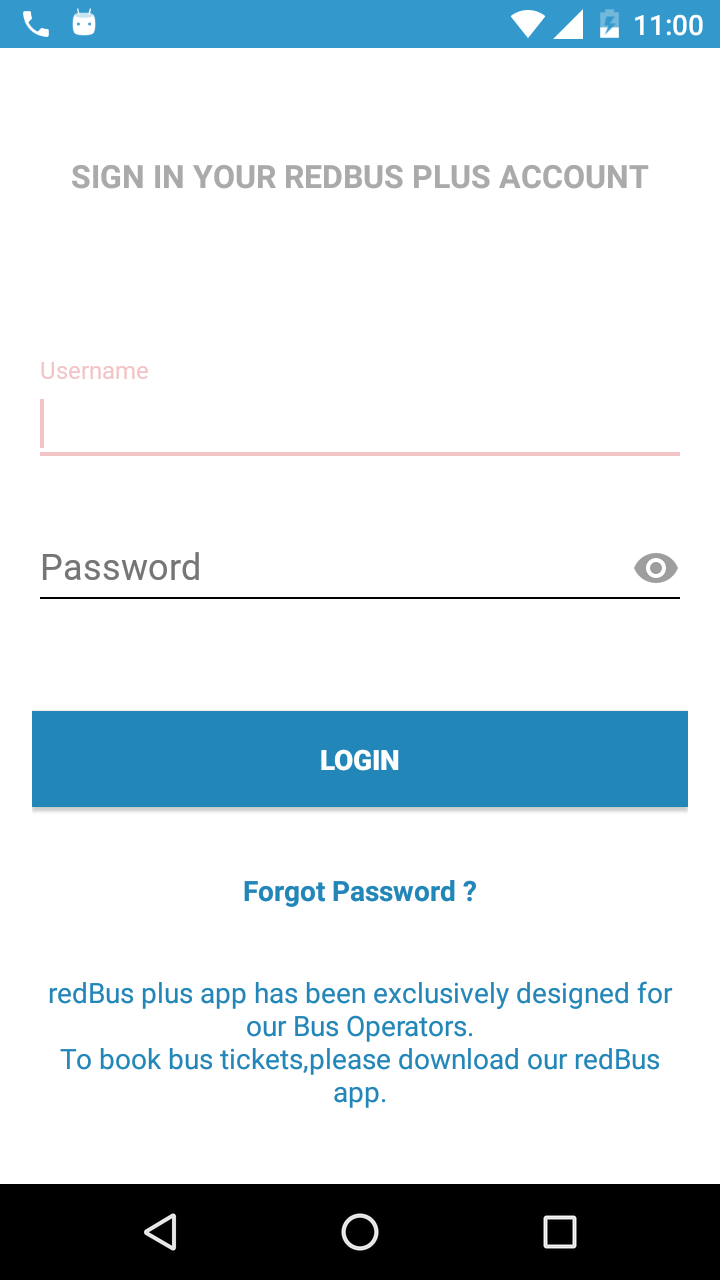 11:00
SIGN IN YOUR REDBUS PLUS ACCOUNT
Username
Password
LOGIN
Forgot Password ?
redBus plus app has been exclusively designed for
our Bus Operators.
To book bus tickets,please download our redBus
app.